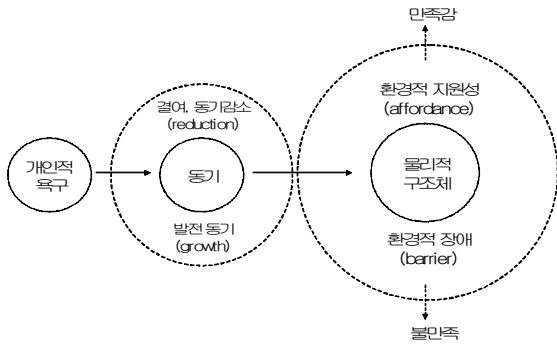 만족감
환경적 지원성
(affordance)
결여, 동기감소
(reduction)
개인적
욕구
동기
물리적
구조체
발전 동기
(growth)
환경적 장애
(barrier)
불만족